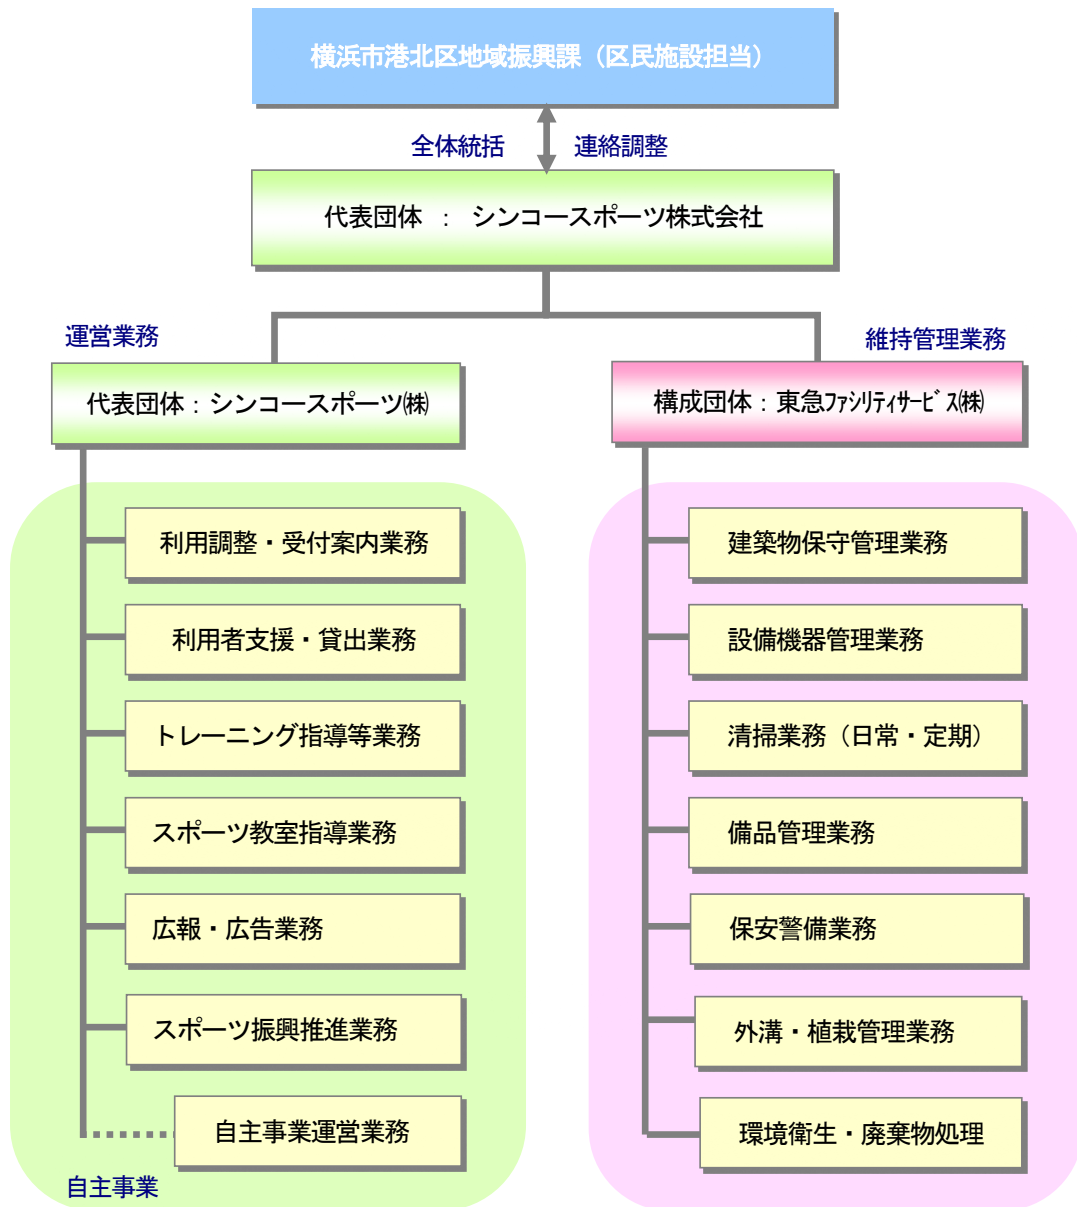 横浜市港北区地域振興課（区民施設担当）
全体統括
連絡調整
代表団体 ： シンコースポーツ株式会社
運営業務
維持管理業務
代表団体：シンコースポーツ㈱
構成団体：東急ﾌｧｼﾘﾃｨｻｰﾋﾞｽ㈱
利用調整・受付案内業務
利用者支援・貸出業務
トレーニング指導等業務
スポーツ教室指導業務
広報・広告業務
スポーツ振興推進業務
自主事業運営業務
自主事業
建築物保守管理業務
設備機器管理業務
清掃業務（日常・定期）
備品管理業務
保安警備業務
外溝・植栽管理業務
環境衛生・廃棄物処理